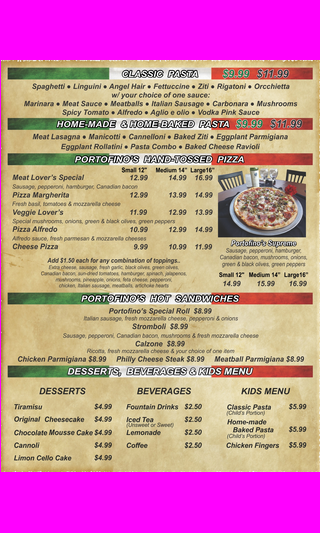 CLASSIC PASTA $9.99 $11.99
Spaghetti ● Linguini ● Angel Hair ● Fettuccine ● Ziti ● Rigatoni ● Orcchietta
w/ your choice of one sauce:
Marinara ● Meat Sauce ● Meatballs ● Italian Sausage ● Carbonara ● Mushrooms
Spicy Tomato ● Alfredo ● Aglio e olio ● Vodka Pink Sauce
HOME-MADE & HOME-BAKED PASTA $9.99 $11.99
Meat Lasagna ● Manicotti ● Cannelloni ● Baked Ziti ● Eggplant Parmigiana
Eggplant Rollatini ● Pasta Combo ● Baked Cheese Ravioli
PORTOFINO'S HAND-TOSSED PIZZA
Small 12" Medium 14" Large16"
Meat Lover's Special 12.99 14.99 16.99
Sausage, pepperoni, hamburger, Canadian bacon
Pizza Margherita 12.99 13.99 14.99
Fresh basil, tomatoes & mozzarella cheese
Veggie Lover's 11.99 12.99 13.99
Special mushrooms, onions, green & black olives, green peppers
Pizza Alfredo 10.99 12.99 14.99
Alfredo sauce, fresh parmesan & mozzarella cheeses
Cheese Pizza 9.99 10.99 11.99
Add $1.50 each for any combination of toppings..
Extra cheese, sausage, fresh garlic, black olives, green olives,
Canadian bacon, sun-dried tomatoes, hamburger, spinach, jalapenos,
mushrooms, pineapple, onions, feta cheese, pepperoni,
chicken, Italian sausage, meatballs, artichoke hearts
Portofino's Supreme
Sausage, pepperoni, hamburger,
Canadian bacon, mushrooms, onions,
green & black olives, green peppers
Small 12" Medium 14" Large16"
14.99 15.99 16.99
PORTOFINO'S HOT SANDWICHES
Portofino's Special Roll $8.99
Italian sausage, fresh mozzarella cheese, pepperoni & onions
Stromboli $8.99
Sausage, pepperoni, Canadian bacon, mushrooms & fresh mozzarella cheese
Calzone $8.99
Ricotta, fresh mozzarella cheese & your choice of one item
Chicken Parmigiana $8.99 Philly Cheese Steak $8.99 Meatball Parmigiana $8.99
DESSERTS, BEVERAGES & KIDS MENU
DESSERTS
Tiramisu $4.99
Original Cheesecake $4.99
Chocolate Mousse Cake $4.99
Cannoli $4.99
Limon Cello Cake $4.99
BEVERAGES
Fountain Drinks $2.50
Iced Tea $2.50
(Unsweet or Sweet)
Lemonade $2.50
Coffee $2.50
KIDS MENU
Classic Pasta $5.99
(Child's Portion)
Home-made
Baked Pasta $5.99
(Child's Portion)
Chicken Fingers $5.99